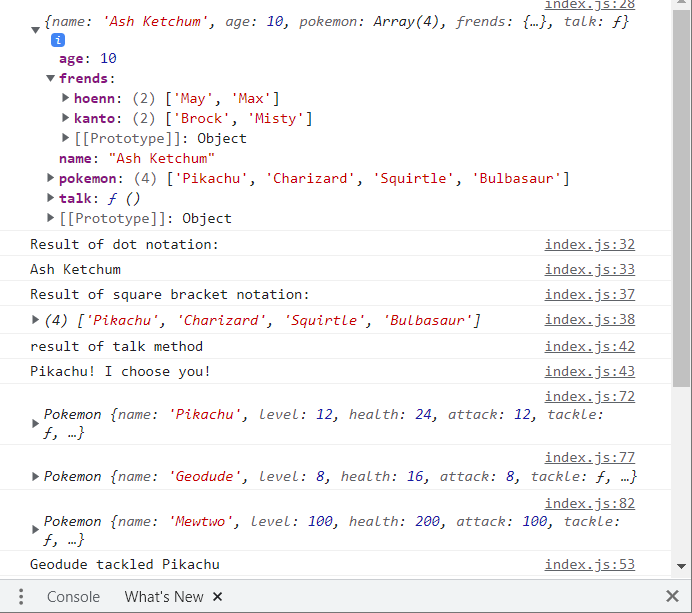 index.js:28
{name: 'Ash Ketchum', age: 10, pokemon: Array(4), frends: {…}, talk: ƒ}
i
age: 10
frends:
hoenn: (2) ['May', 'Max']
kanto: (2) ['Brock', 'Misty']
[[Prototype]]: Object
name: "Ash Ketchum"
pokemon: (4) ['Pikachu', 'Charizard', 'Squirtle', 'Bulbasaur']
talk: ƒ ()
[[Prototype]]: Object
Result of dot notation: index.js:32
Ash Ketchum index.js:33
Result of square bracket notation: index.js:37
(4) ['Pikachu', 'Charizard', 'Squirtle', 'Bulbasaur'] index.js:38
result of talk method index.js:42
Pikachu! I choose you! index.js:43
index.js:72
Pokemon {name: 'Pikachu', level: 12, health: 24, attack: 12, tackle:
ƒ, …}
index.js:77
Pokemon {name: 'Geodude', level: 8, health: 16, attack: 8, tackle: ƒ, …}
index.js:82
Pokemon {name: 'Mewtwo', level: 100, health: 200, attack: 100, tackle:
ƒ, …}
Geodude tackled Pikachu index.js:53
Console What's New